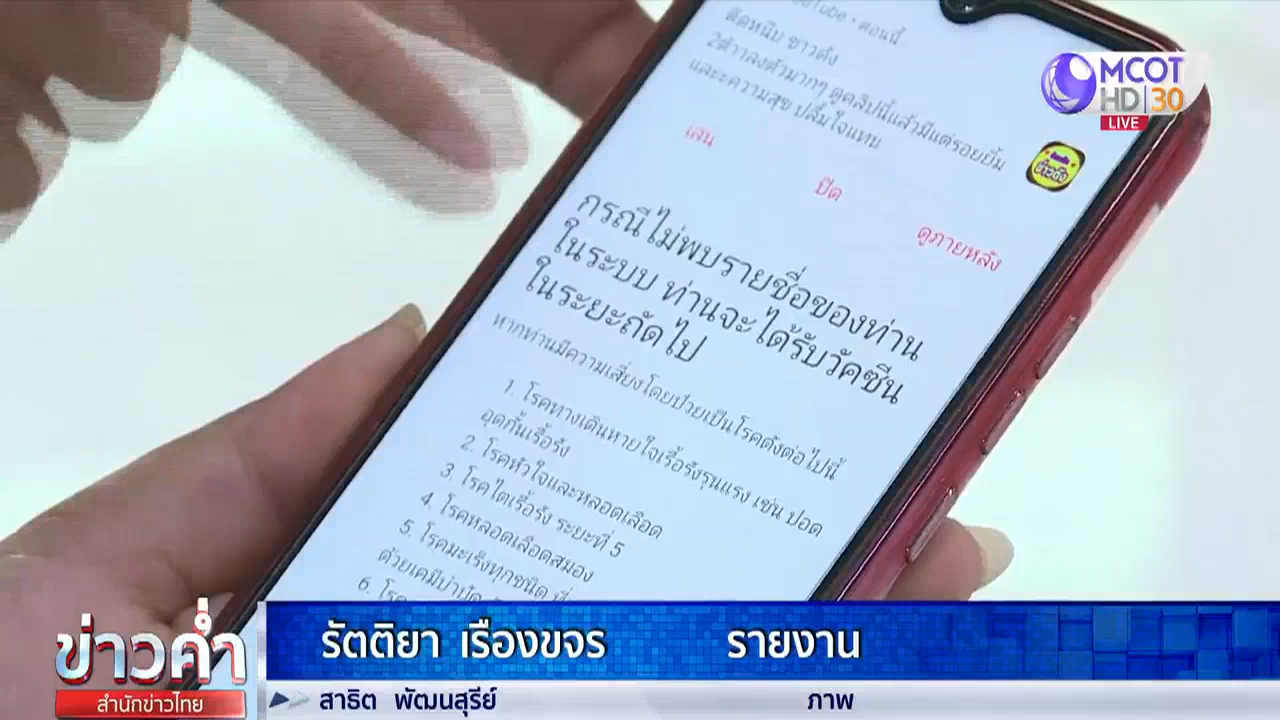 YouTube • ตอนนี้
ติดหนึบ ข่าวดัง
2ต้าวลงตัวมากๆ ดูคลิปนี้แล้วมีแต่รอยยิ้ม
และความสุข ปลื้มใจแทน
เล่น
ปิด
ดูภายหลัง
กรณีไม่พบรายชื่อของท่าน
ในระบบ ท่านจะได้รับวัคซีน
ในระยะถัดไป
หากท่านมีความเสี่ยงโดยป่วยเป็นโรคดังต่อไปนี้
1. โรคทางเดินหายใจเรื้อรังรุนแรง เช่น ปอด
อุดกั้นเรื้อรัง
2. โรคหัวใจและหลอดเลือด
3. โรคไตเรื้อรัง ระยะที่ 5
4. โรคหลอดเลือดสมอง
5. โรคมะเร็งทุกชนิด ที่
ด้วยเคมีบำบัด
6. โรค
MCOT
HD 30
LIVE
ข่าวค่ำ
สำนักข่าวไทย
รัตติยา เรืองขจร รายงาน
สาธิต พัฒนสุรีย์ ภาพ